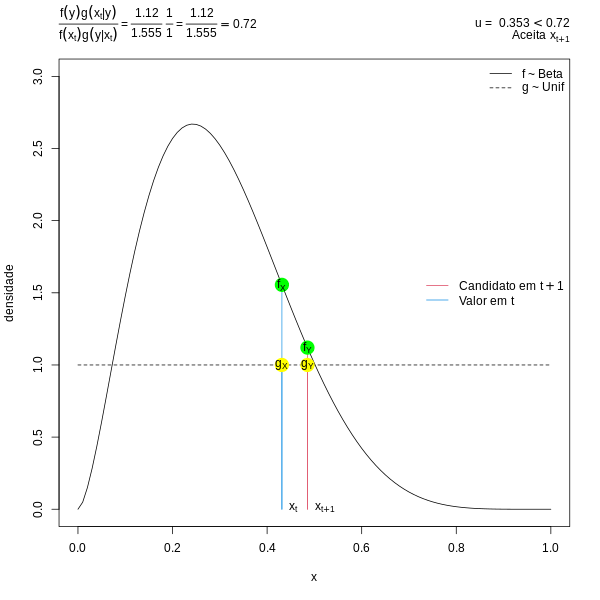 f(y)g(xₜ|y) / f(xₜ)g(y|xₜ) = 1.12/1.555 1/1 = 1.12/1.555 = 0.72
u = 0.353 < 0.72
Aceita xₜ₊₁
f ~ Beta
g ~ Unif
Candidato em t + 1
Valor em t
densidade
3.0
2.5
2.0
1.5
1.0
0.5
0.0
fX
fY
gX
gY
xₜ
xₜ₊₁
0.0 0.2 0.4 0.6 0.8 1.0
x